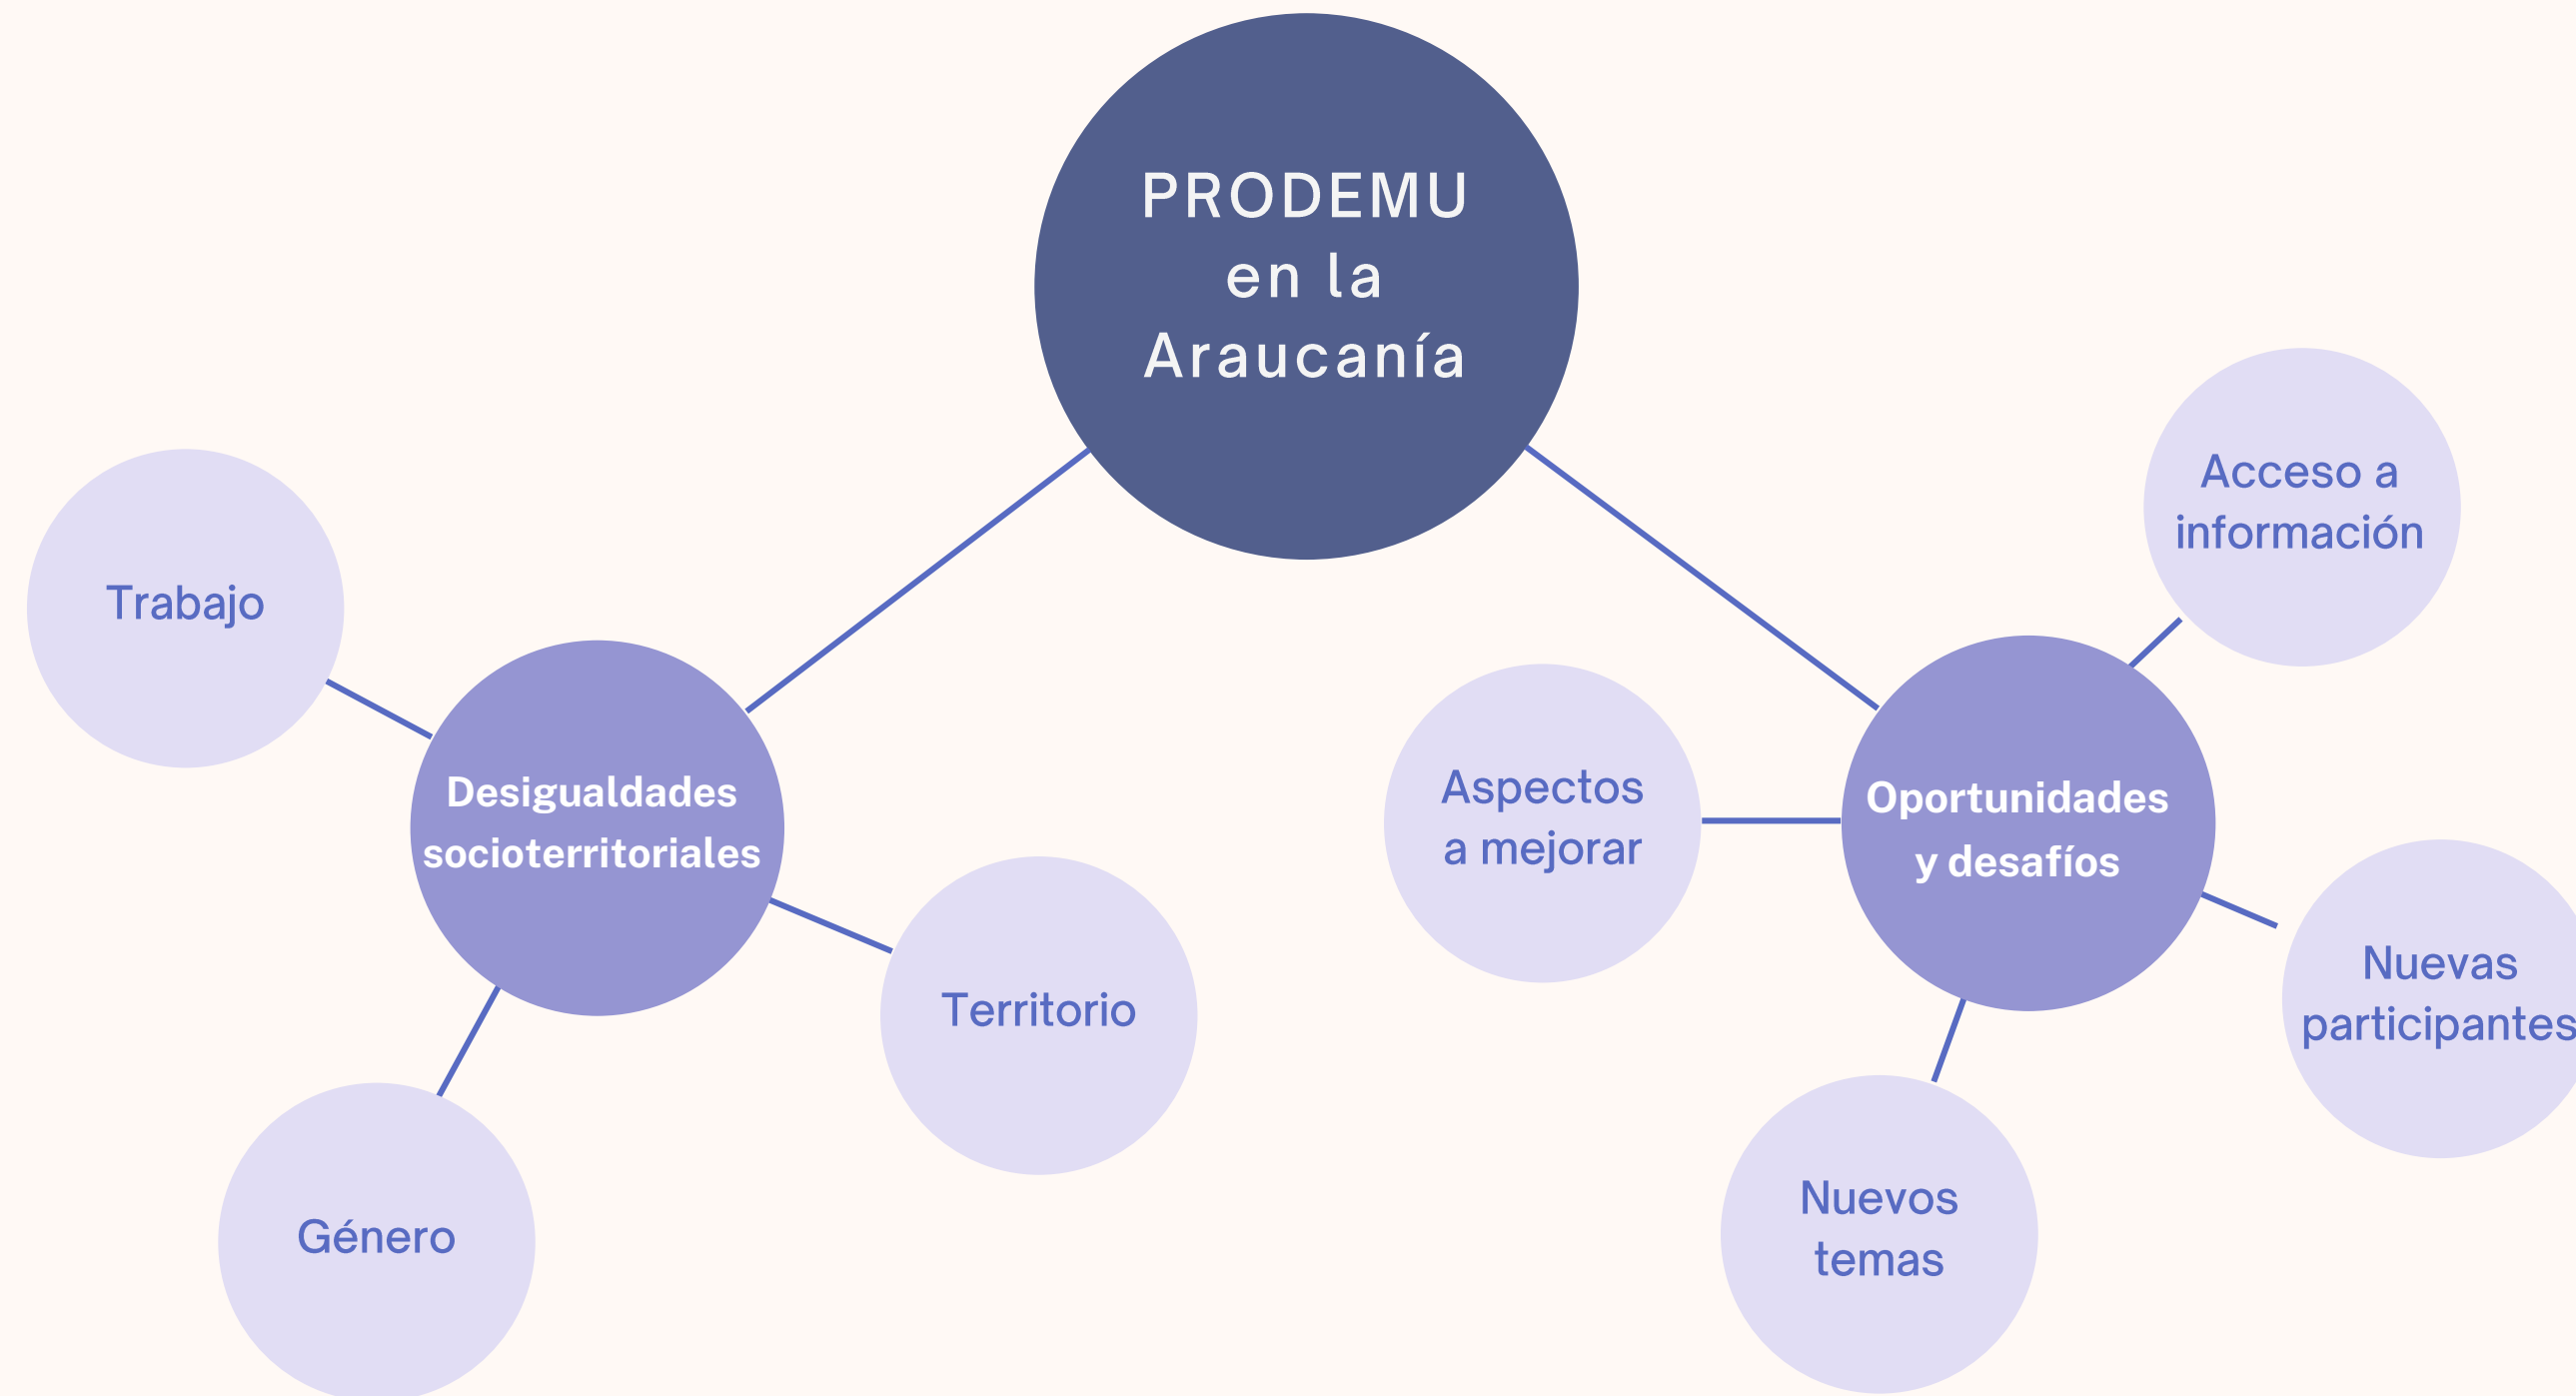 PRODEMU
en la
Araucanía
Trabajo
Desigualdades
socioterritoriales
Territorio
Género
Acceso a
información
Aspectos
a mejorar
Oportunidades
y desafíos
Nuevas
participantes
Nuevos
temas